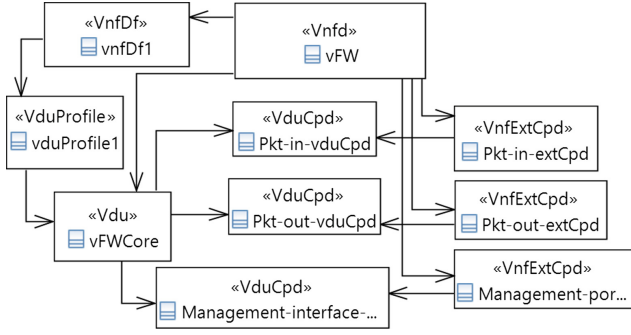 «VnfDf»
vnfDf1
«Vnfd»
vFW
«VduProfile»
vduProfile1
«VduCpd»
Pkt-in-vduCpd
«VnfExtCpd»
Pkt-in-extCpd
«Vdu»
vFWCore
«VduCpd»
Pkt-out-vduCpd
«VnfExtCpd»
Pkt-out-extCpd
«VduCpd»
Management-interface-...
«VnfExtCpd»
Management-por...